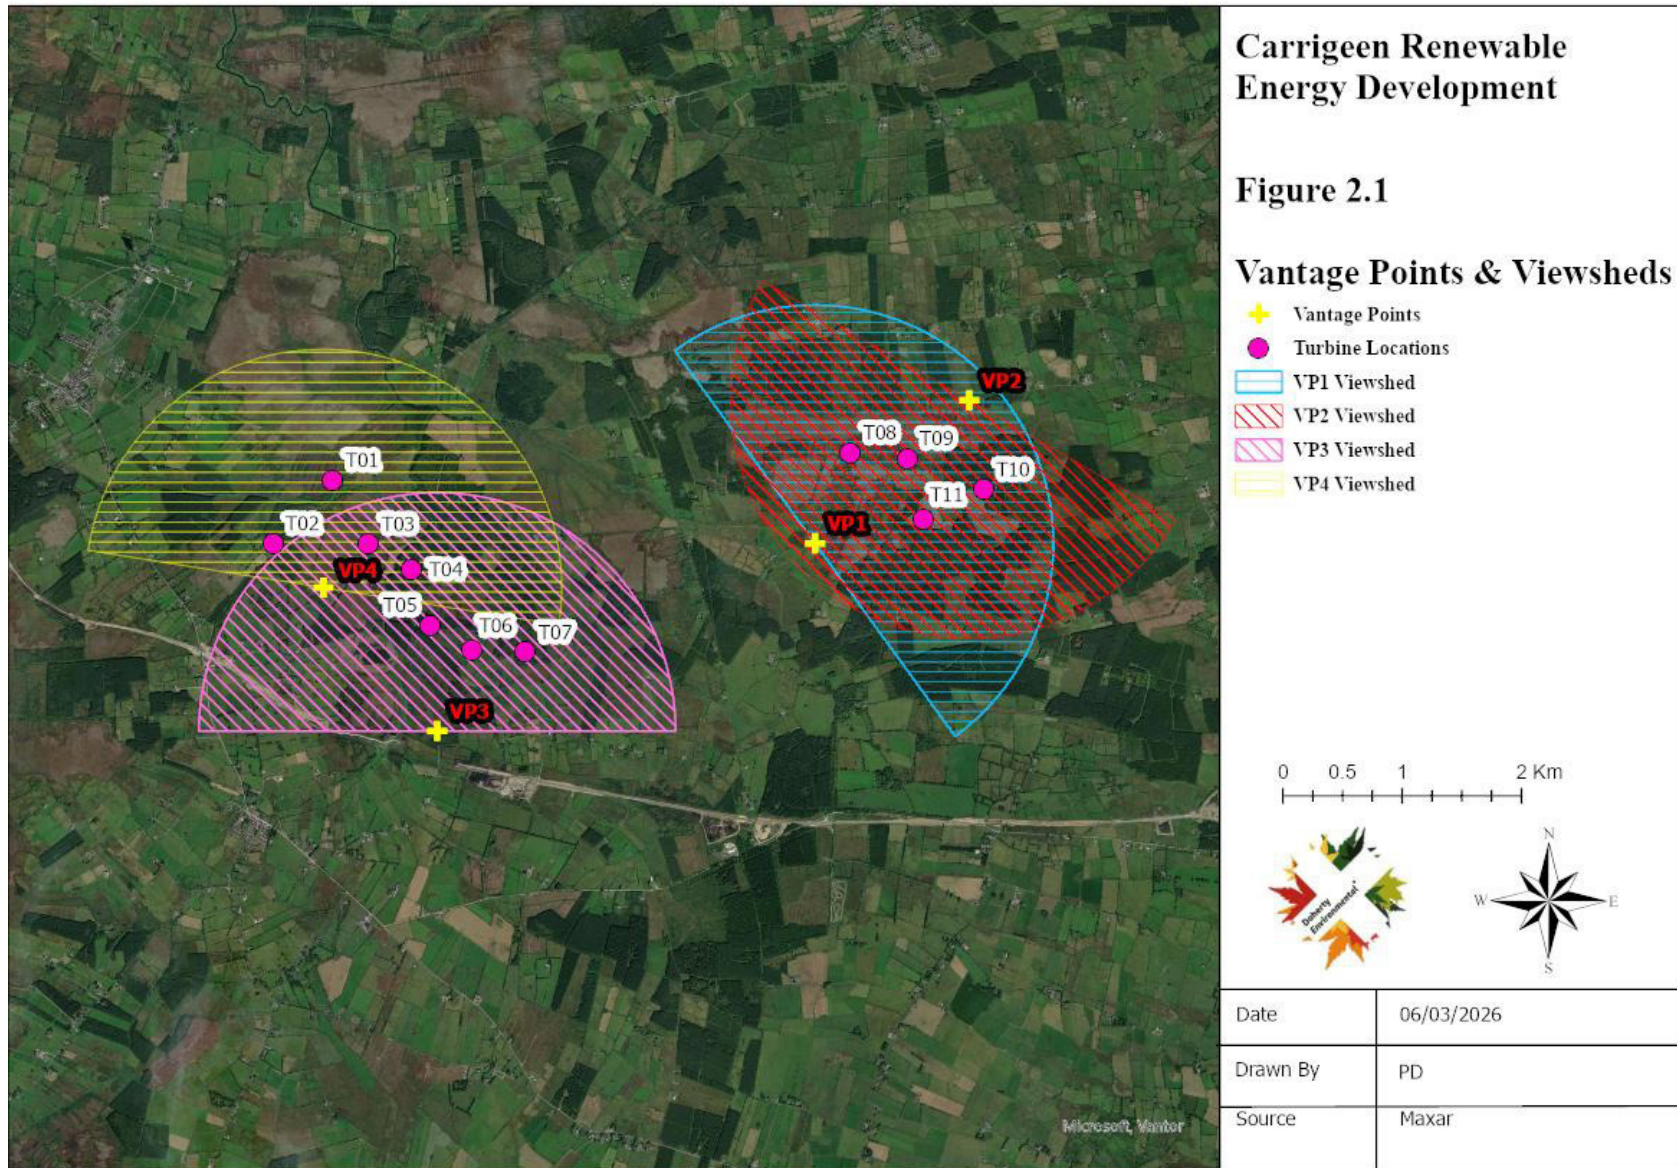 Carrigeen Renewable
Energy Development
Figure 2.1
Vantage Points & Viewsheds
Vantage Points
Turbine Locations
VP1 Viewshed
VP2 Viewshed
VP3 Viewshed
VP4 Viewshed
0 0.5 1 2 Km
N
W E
S
Doherty
Environmental
Date 06/03/2026
Drawn By PD
Source Maxar
VP2
T08
T09
T10
T11
VP1
T01
T02
T03
VP4
T04
T05
T06
T07
VP3
Microsoft, Vantor